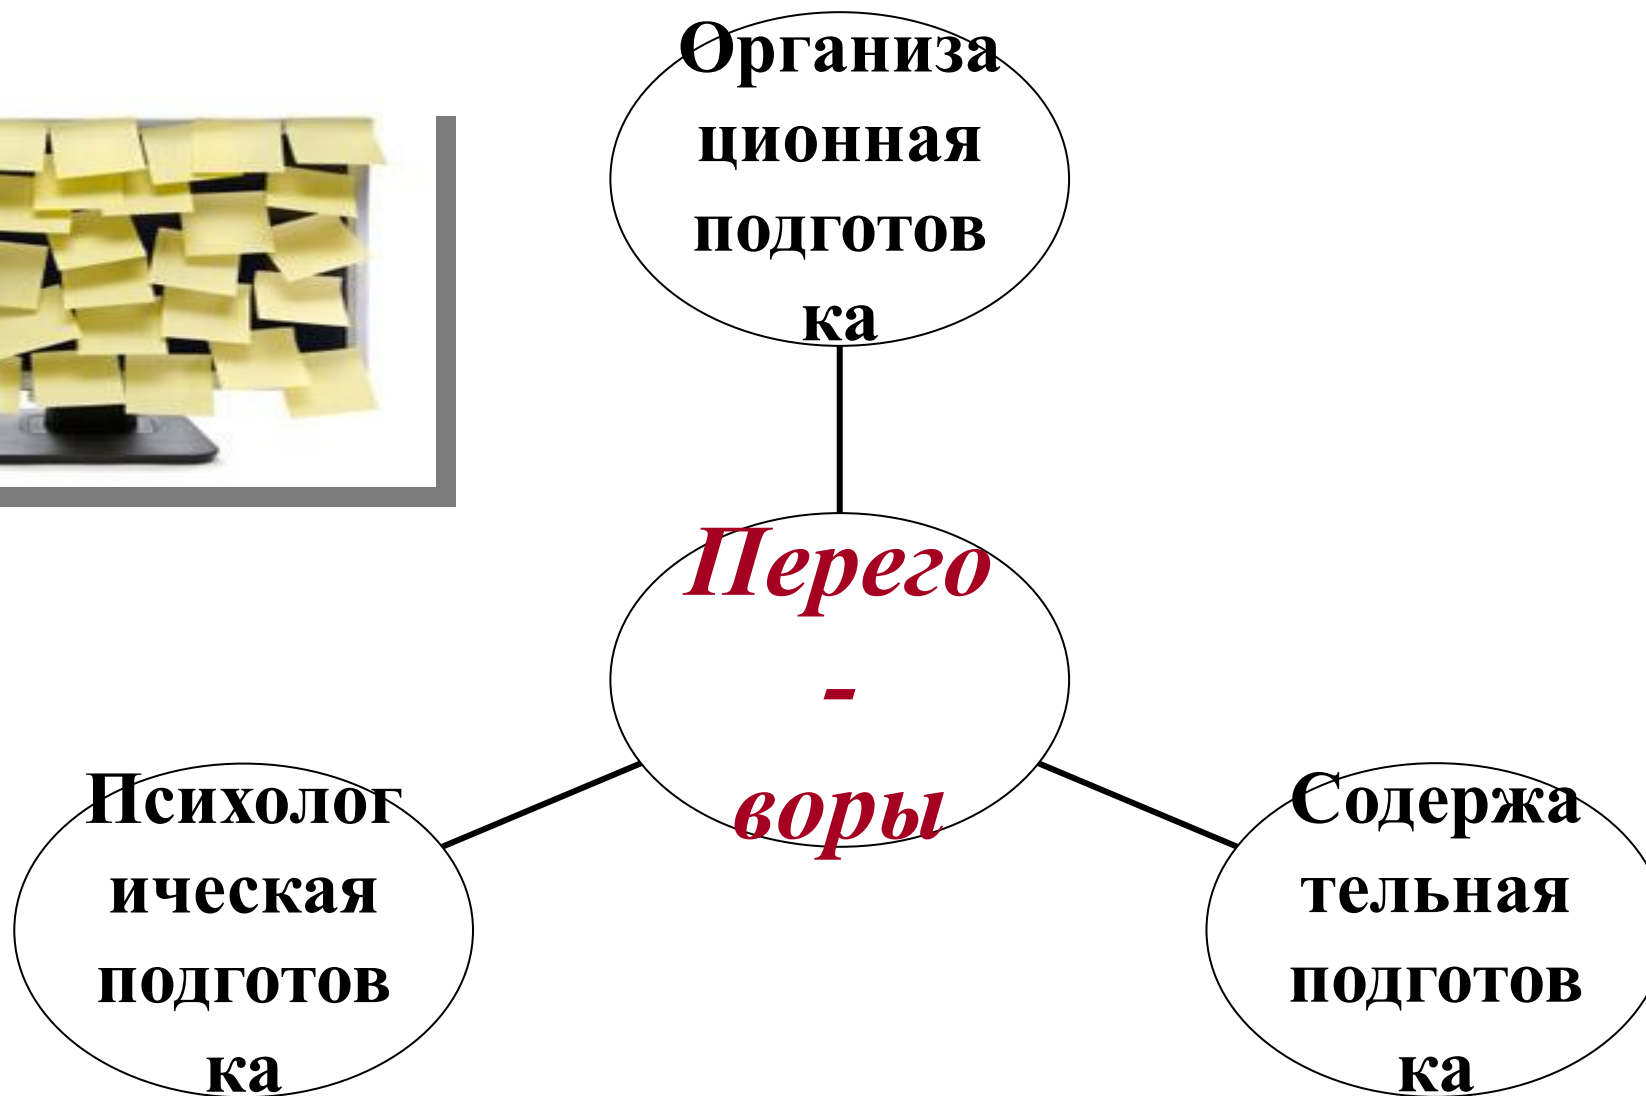 Организа
ционная
подготов
ка
Перего
-
воры
Психолог
ическая
подготов
ка
Содержа
тельная
подготов
ка